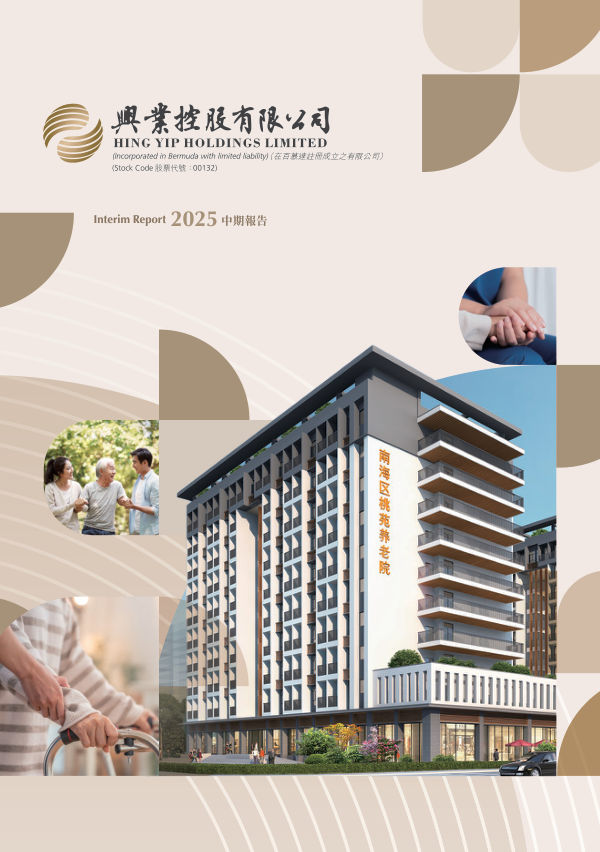 興業控股有限公司
HING YIP HOLDINGS LIMITED
(Incorporated in Bermuda with limited liability) (在百慕達註冊成立之有限公司)
(Stock Code 股票代號：00132)
Interim Report 2025 中期報告
南海区桃苑养老院